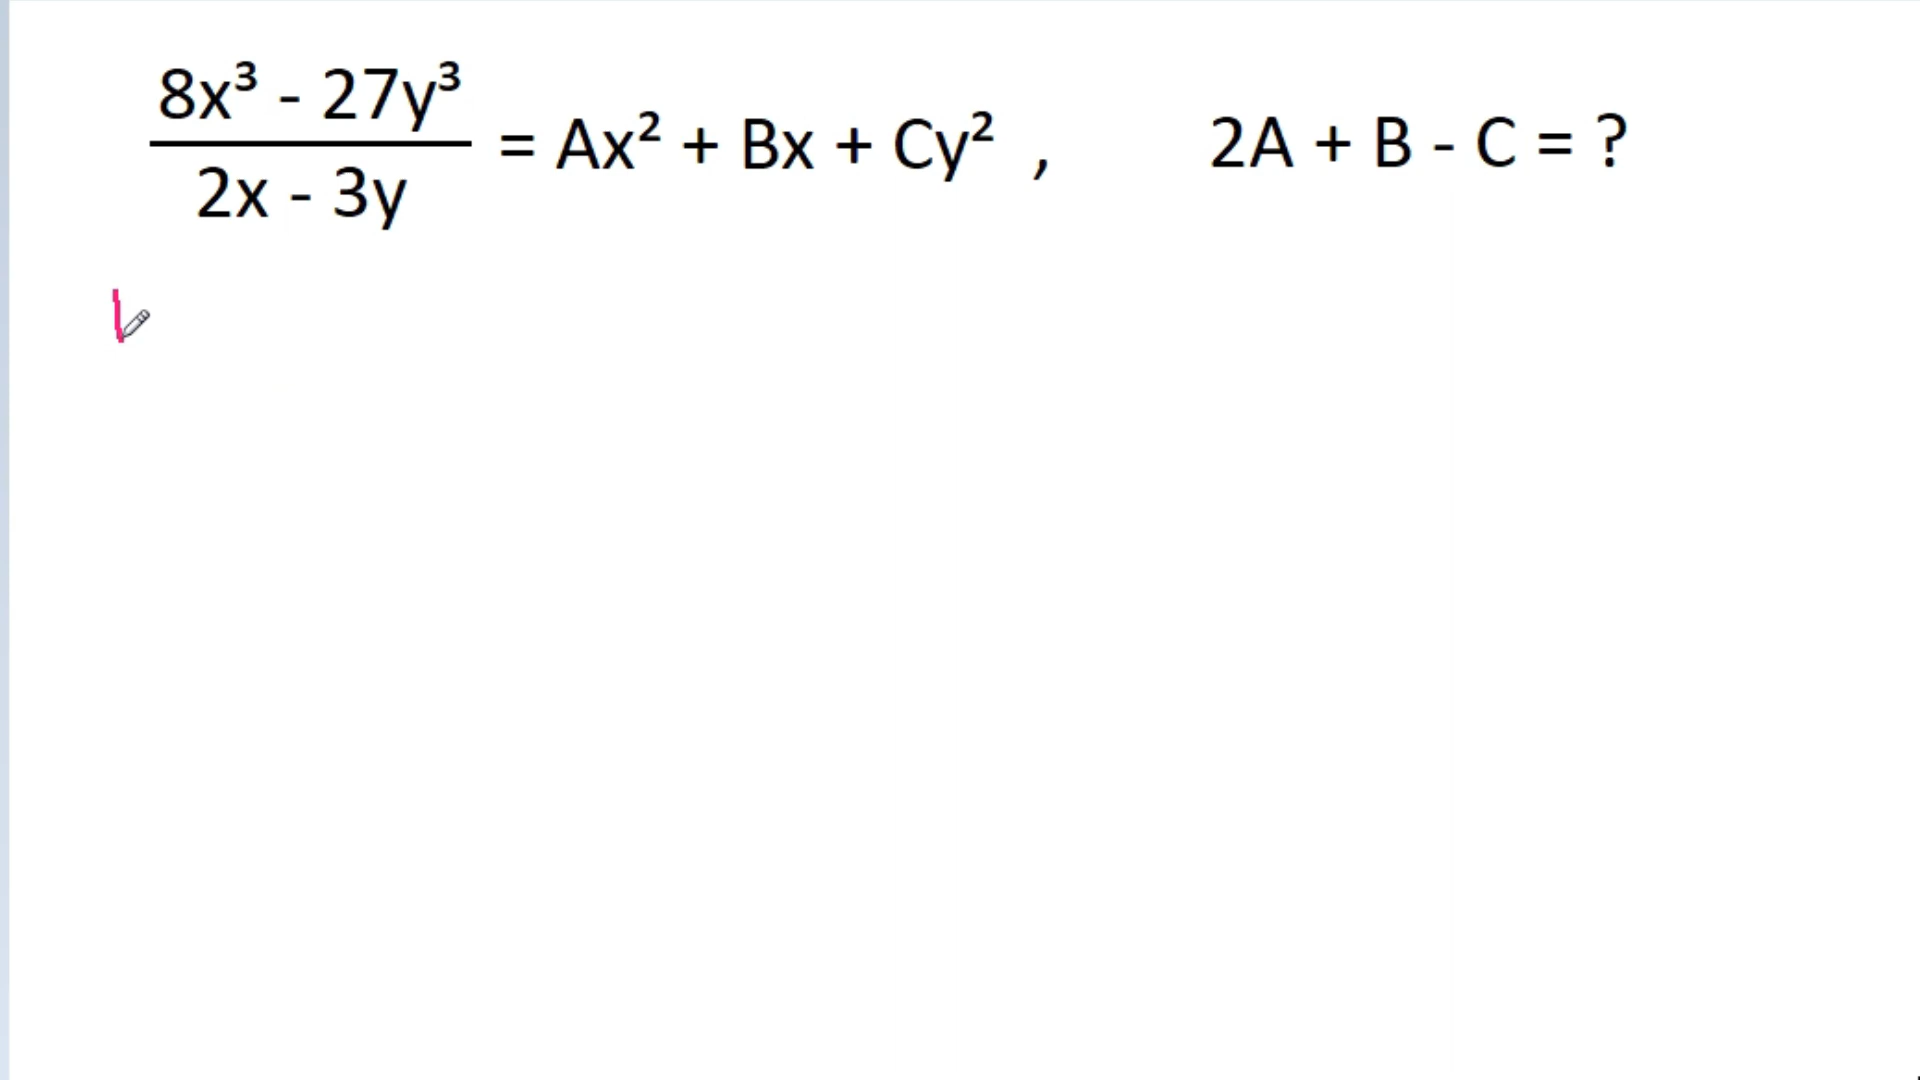 8x³ - 27y³
2x - 3y
= Ax² + Bx + Cy² , 2A + B - C = ?